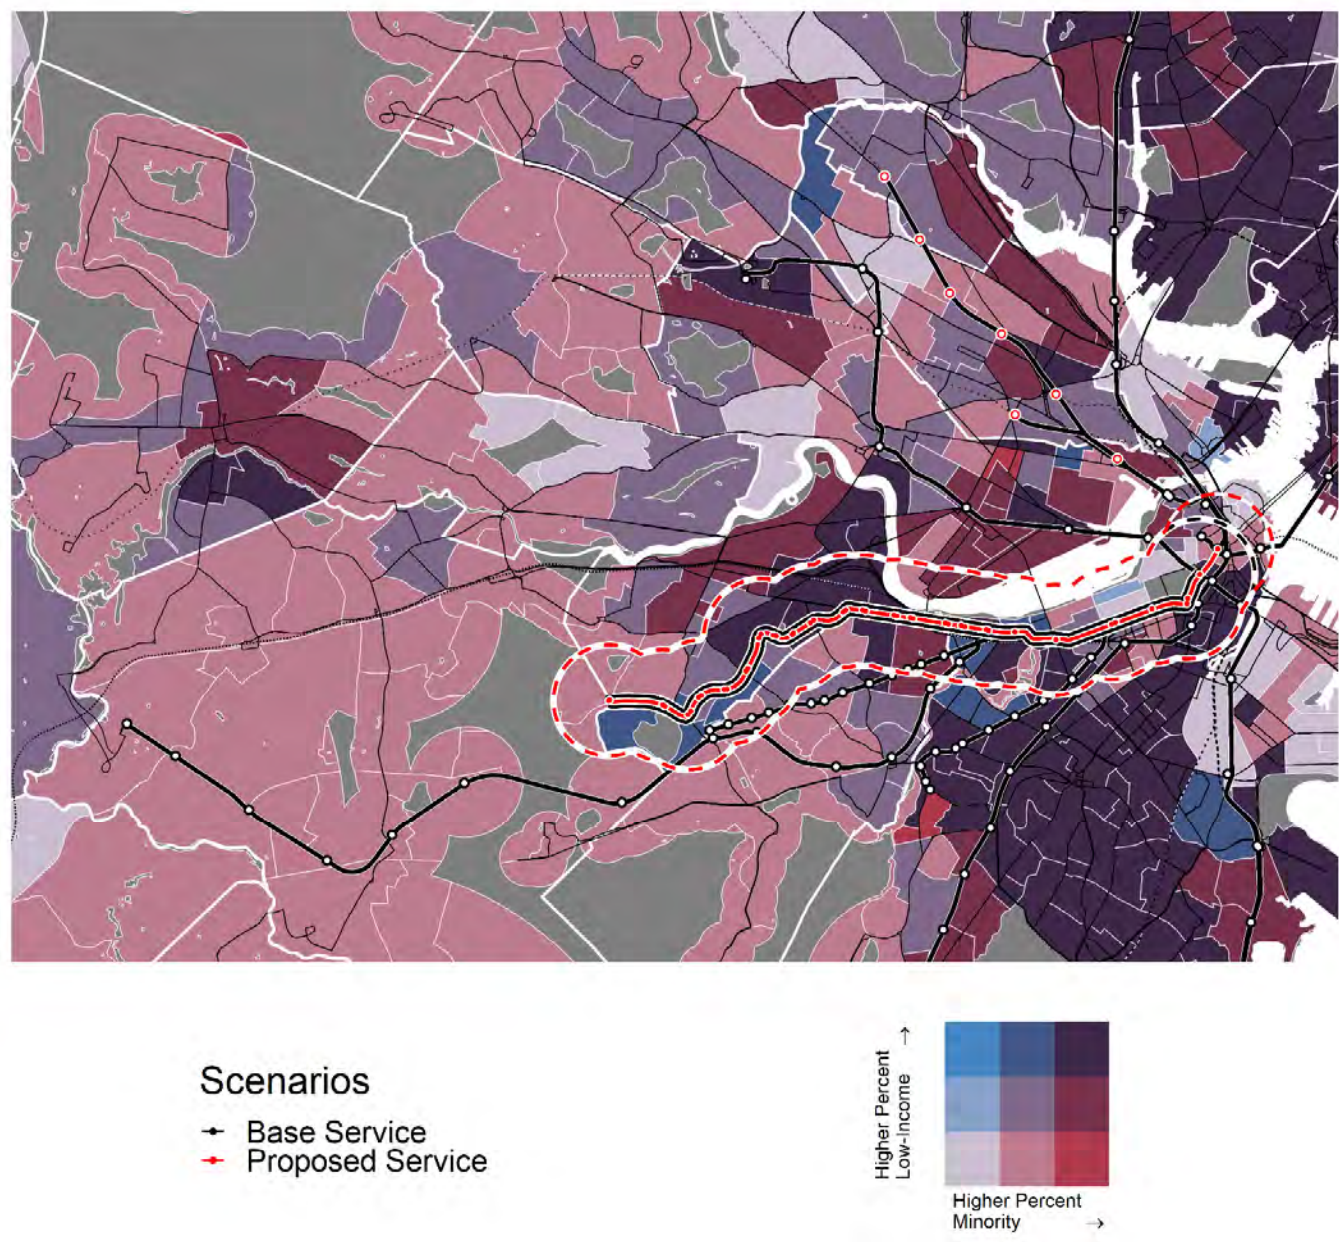 Scenarios
Base Service
Proposed Service
Higher Percent
Low-Income →
Higher Percent
Minority →